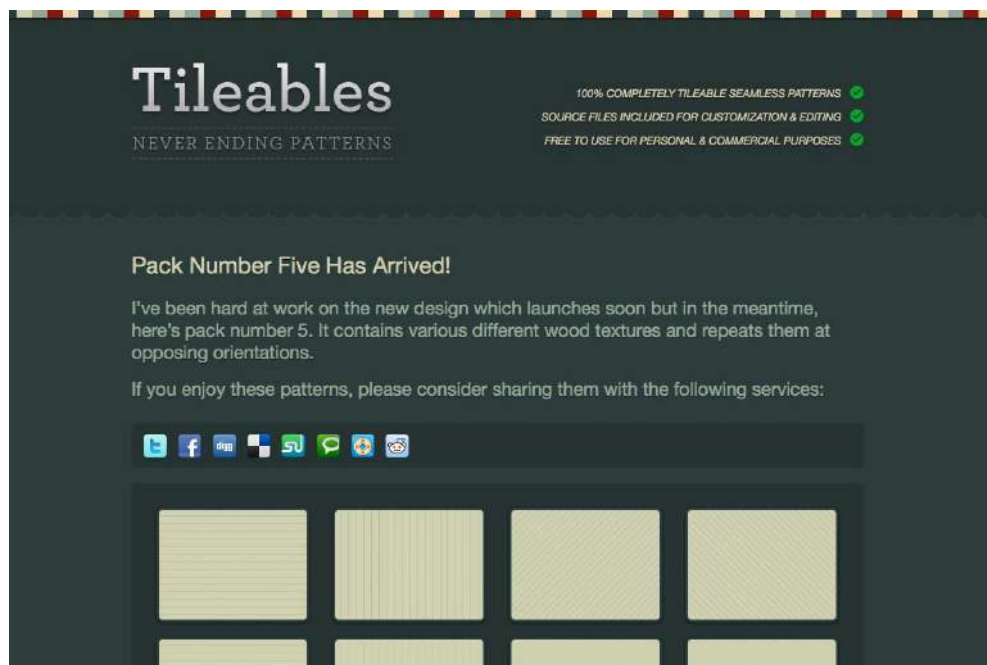 Tileables
NEVER ENDING PATTERNS
100% COMPLETELY TILEABLE SEAMLESS PATTERNS
SOURCE FILES INCLUDED FOR CUSTOMIZATION & EDITING
FREE TO USE FOR PERSONAL & COMMERCIAL PURPOSES
Pack Number Five Has Arrived!
I've been hard at work on the new design which launches soon but in the meantime,
here's pack number 5. It contains various different wood textures and repeats them at
opposing orientations.
If you enjoy these patterns, please consider sharing them with the following services:
digg